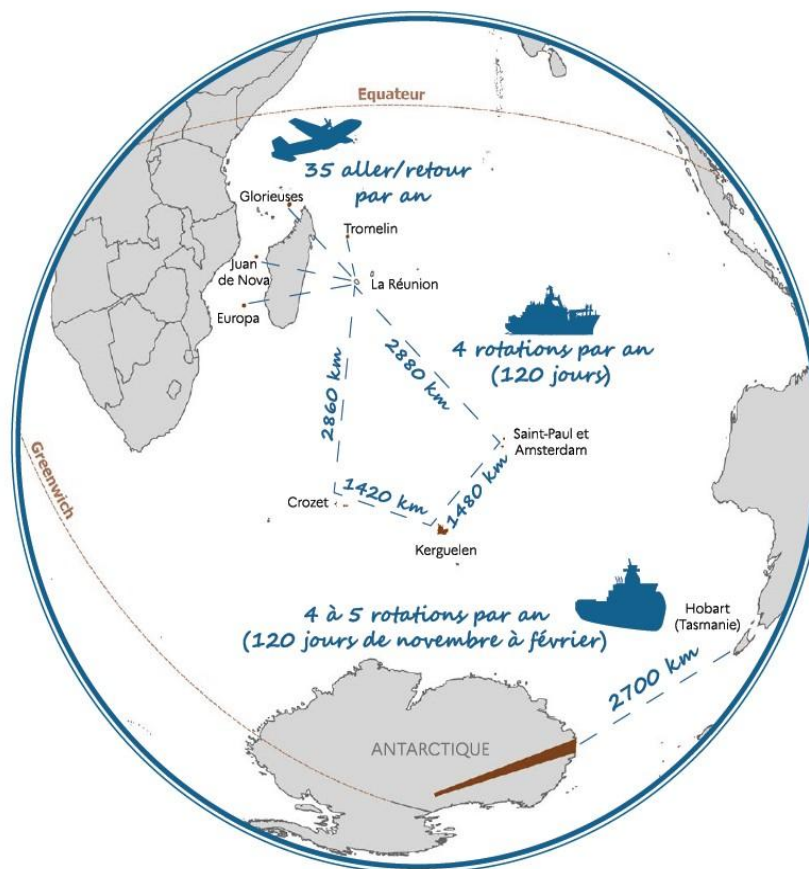 Equateur
35 aller/retour
par an
Glorieuses
Tromelin
Juan
de Nova
La Réunion
Europa
4 rotations par an
(120 jours)
2880 km
2860 km
Saint-Paul et
Amsterdam
Greenwich
1420 km
1480 km
Crozet
Kerguelen
4 à 5 rotations par an
(120 jours de novembre à février)
Hobart
(Tasmanie)
2700 km
ANTARCTIQUE